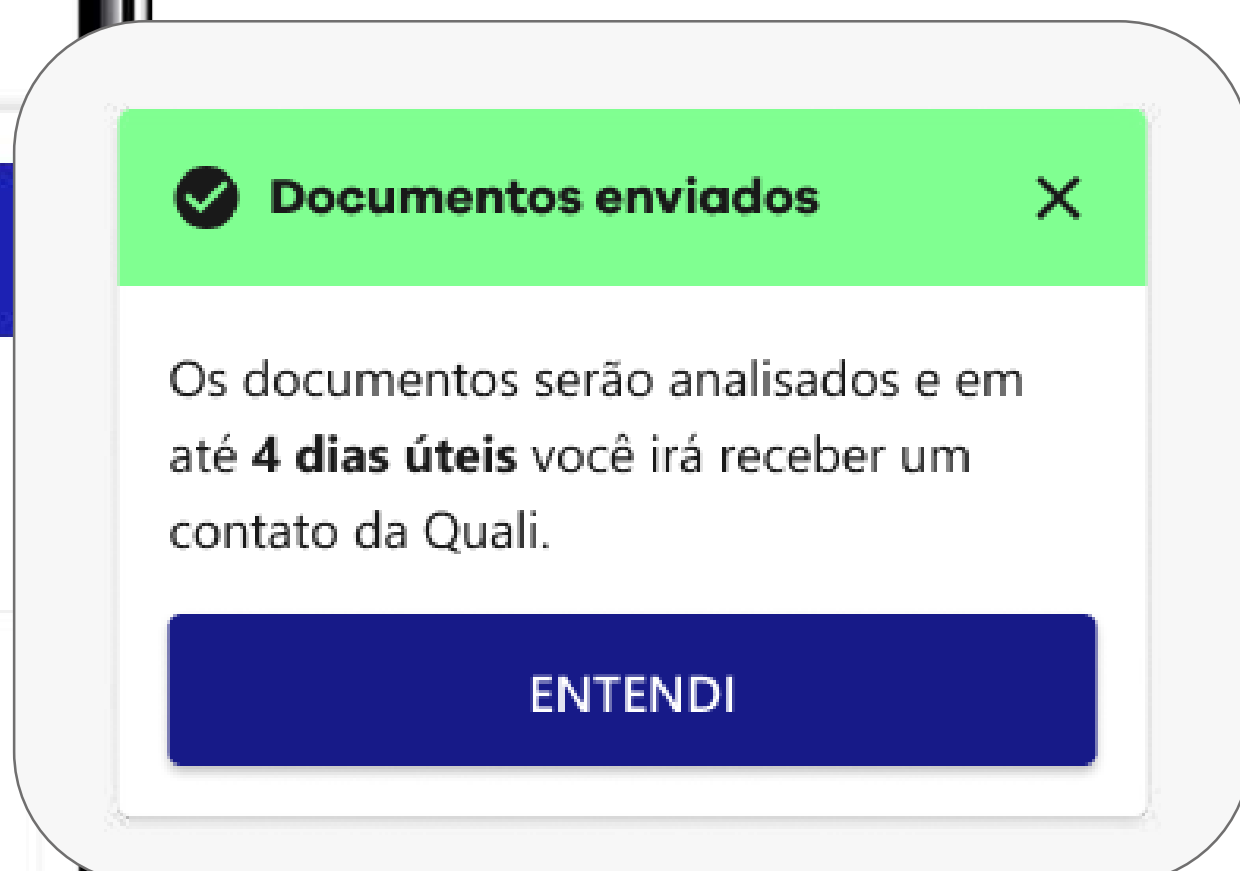 Documentos enviados
Os documentos serão analisados e em
até 4 dias úteis você irá receber um
contato da Quali.
ENTENDI